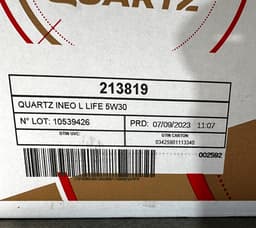 QUARTZ
213819
QUARTZ INEO L LIFE 5W30
N° LOT: 10539426 PRD: 07/09/2023 11:07
GTIN UVC: GTIN CARTON
03425901113340
002592